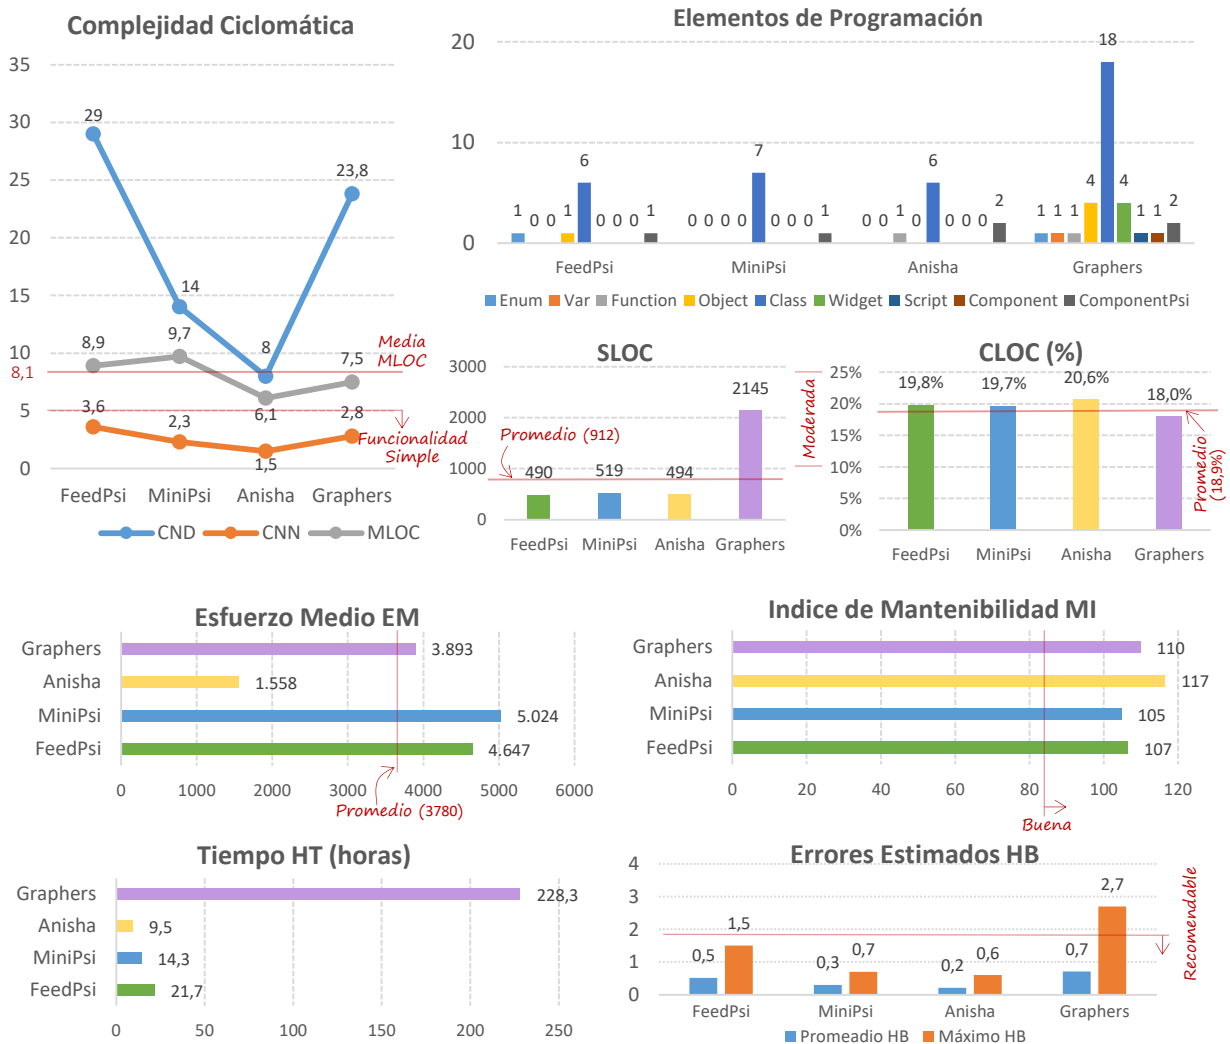 Complejidad Ciclomática
35
30
25
20
15
10
8,1
5
0
29
14
8
23,8
8,9
9,7
6,1
7,5
3,6
2,3
1,5
2,8
Media
MLOC
Funcionalidad
Simple
FeedPsi MiniPsi Anisha Graphers
CND CNN MLOC
Elementos de Programación
20
10
0
1 0 0 1 6 0 0 0 1
0 0 0 0 7 0 0 0 1
0 0 1 0 6 0 0 0 2
1 1 1 4 18 4 1 1 2
FeedPsi MiniPsi Anisha Graphers
Enum Var Function Object Class Widget Script Component ComponentPsi
SLOC
3000
2000
1000
0
Promedio (912)
490 519 494 2145
FeedPsi MiniPsi Anisha Graphers
CLOC (%)
Moderada
25%
20%
15%
10%
5%
0%
19,8% 19,7% 20,6% 18,0%
Promedio
(18,9%)
FeedPsi MiniPsi Anisha Graphers
Esfuerzo Medio EM
Graphers 3.893
Anisha 1.558
MiniPsi 5.024
FeedPsi 4.647
0 1000 2000 3000 4000 5000 6000
Promedio (3780)
Indice de Mantenibilidad MI
Graphers 110
Anisha 117
MiniPsi 105
FeedPsi 107
0 20 40 60 80 100 120
Buena
Tiempo HT (horas)
Graphers 228,3
Anisha 9,5
MiniPsi 14,3
FeedPsi 21,7
0 50 100 150 200 250
Errores Estimados HB
4
3
2
1
0
0,5 1,5 0,3 0,7 0,2 0,6 0,7 2,7
Recomendable
FeedPsi MiniPsi Anisha Graphers
Promeadio HB Máximo HB